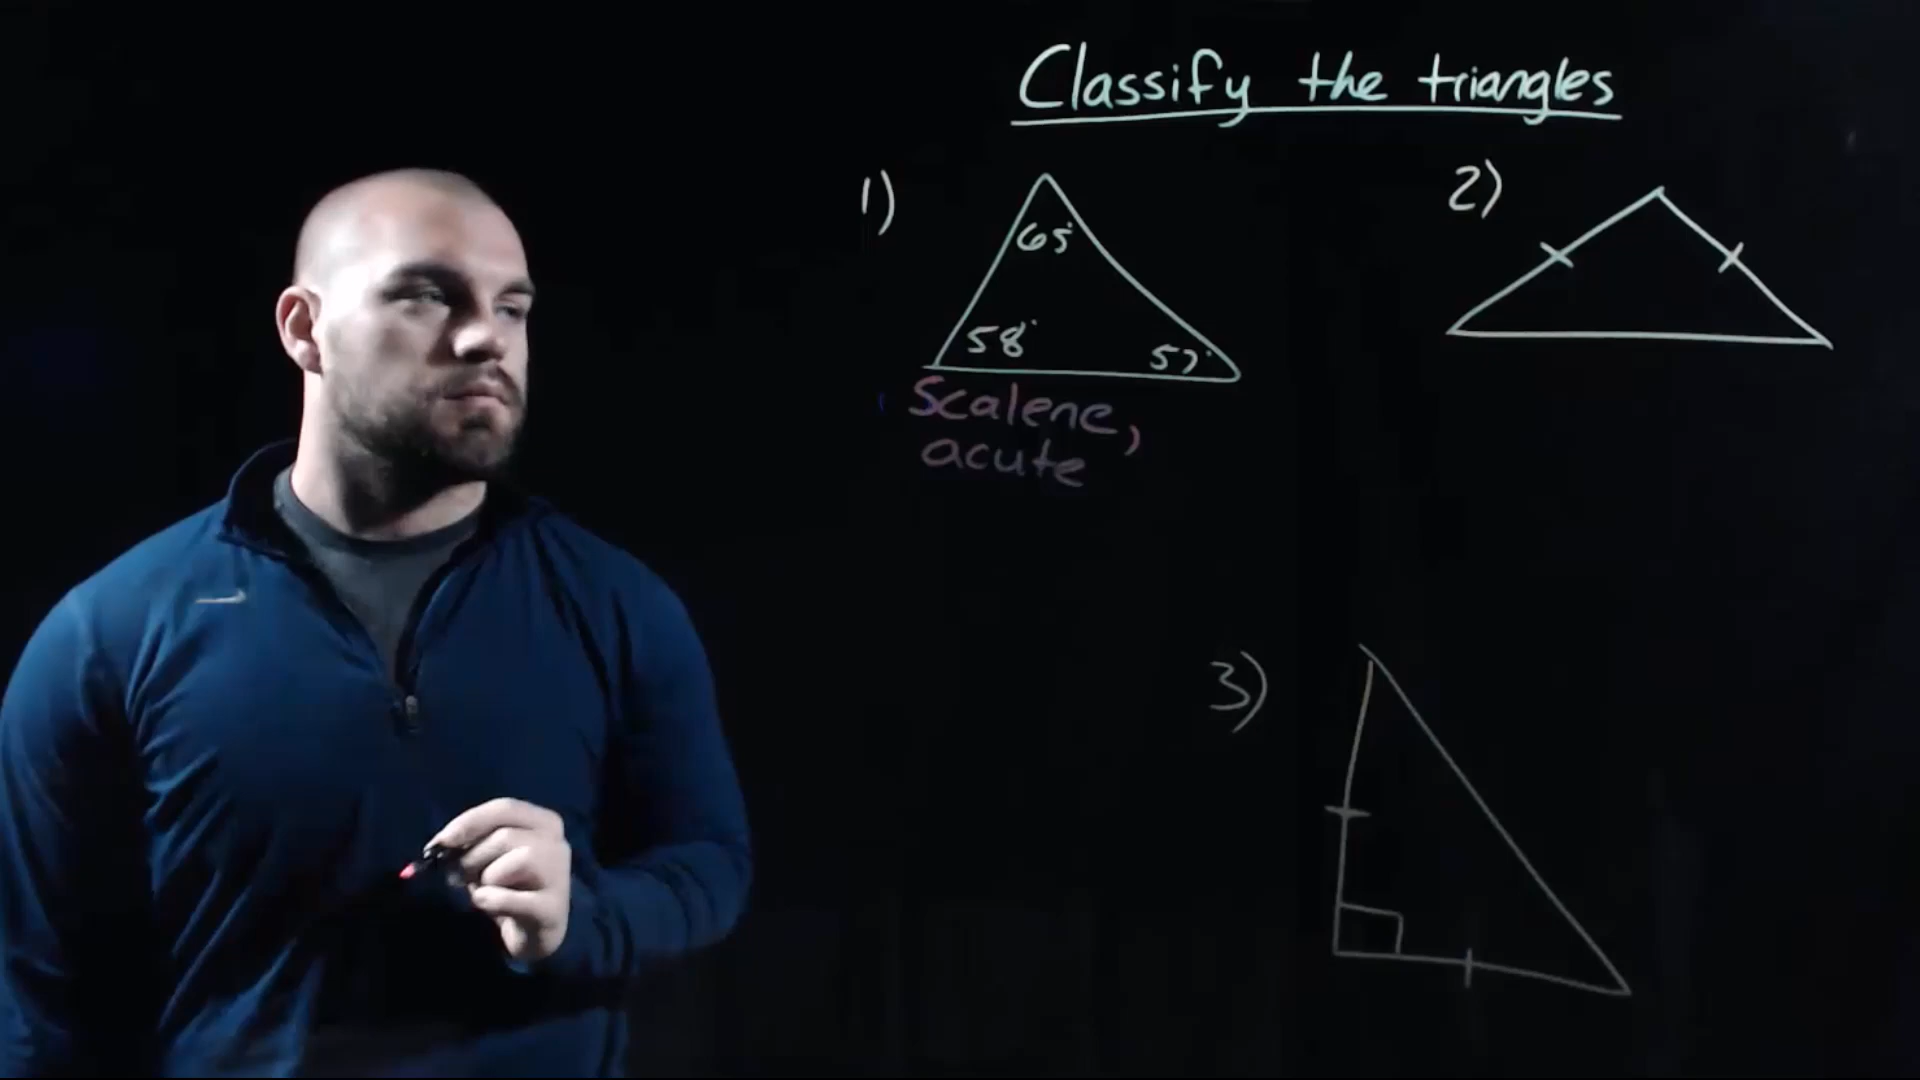 Classify the triangles
1)
65°
58°
57°
Scalene,
acute
2)
3)